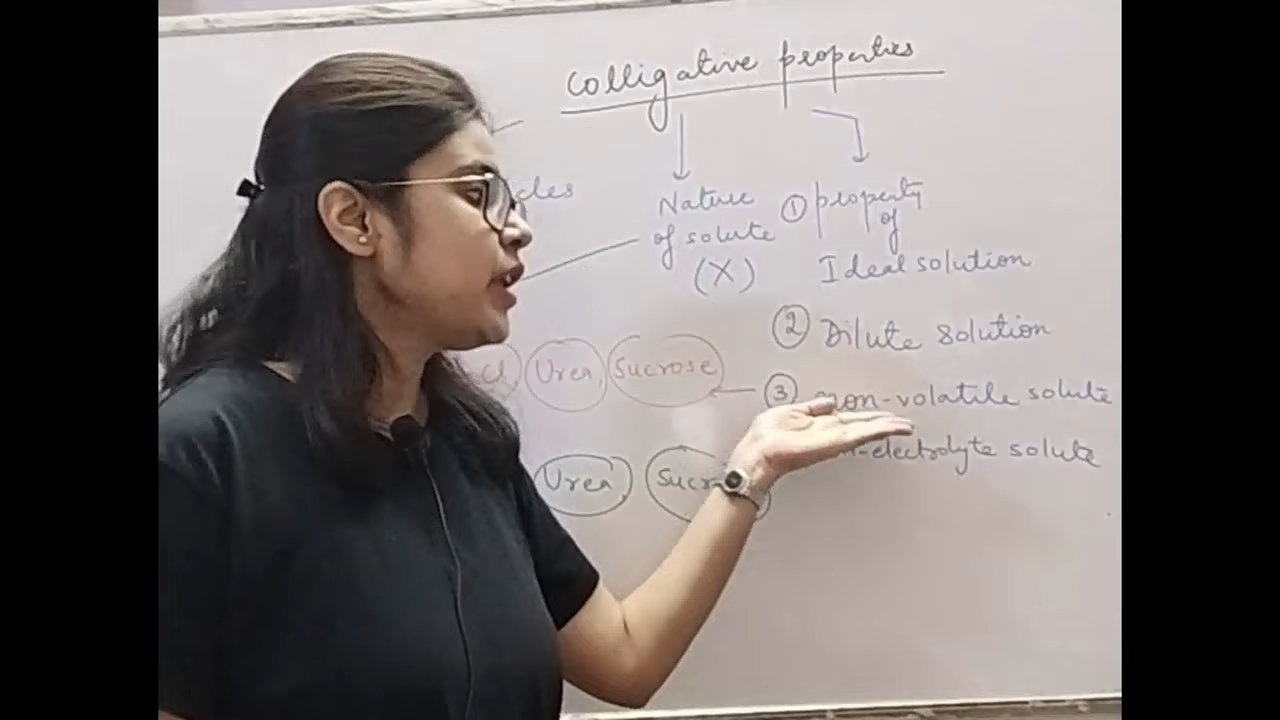 Colligative properties
Nature
of solute
(X)
① property
of
Ideal solution
② Dilute solution
Urea, Sucrose
③ non-volatile solute
electrolyte solute
Urea,